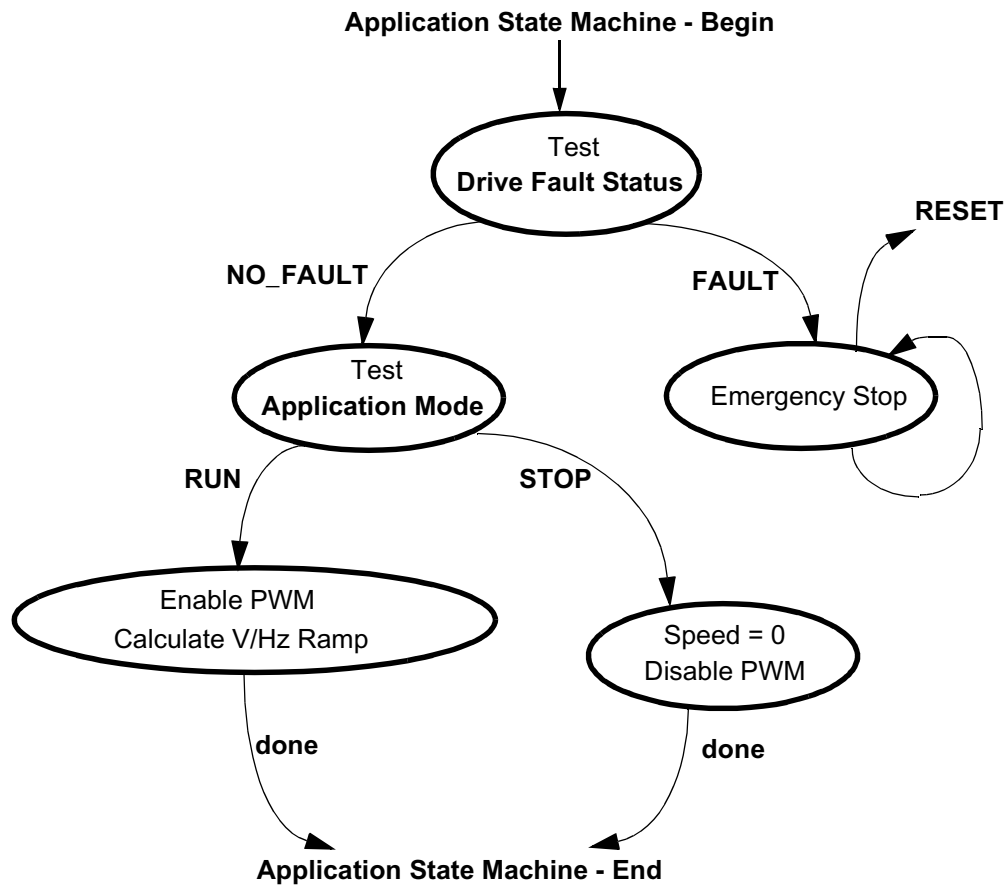 Application State Machine - Begin
Test
Drive Fault Status
RESET
NO_FAULT
FAULT
Test
Application Mode
Emergency Stop
RUN
STOP
Enable PWM
Calculate V/Hz Ramp
Speed = 0
Disable PWM
done
done
Application State Machine - End